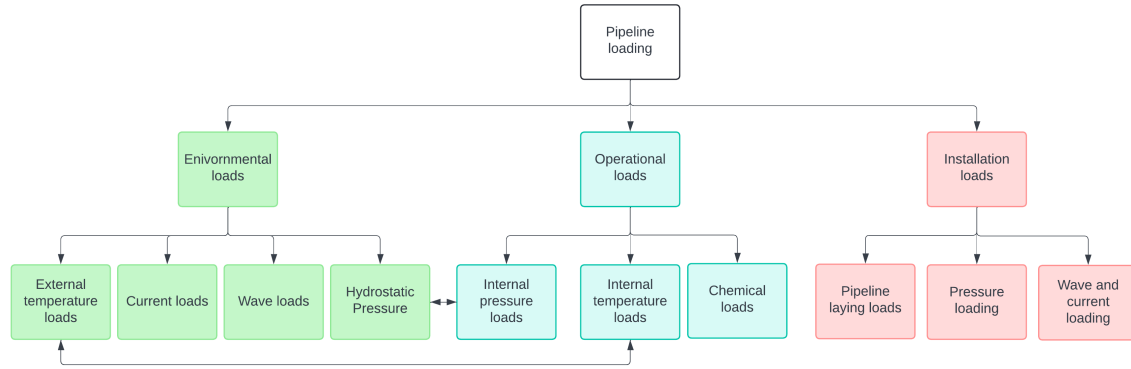 Pipeline
loading
Enivornmental
loads
Operational
loads
Installation
loads
External
temperature
loads
Current loads
Wave loads
Hydrostatic
Pressure
Internal
pressure
loads
Internal
temperature
loads
Chemical
loads
Pipeline
laying loads
Pressure
loading
Wave and
current
loading